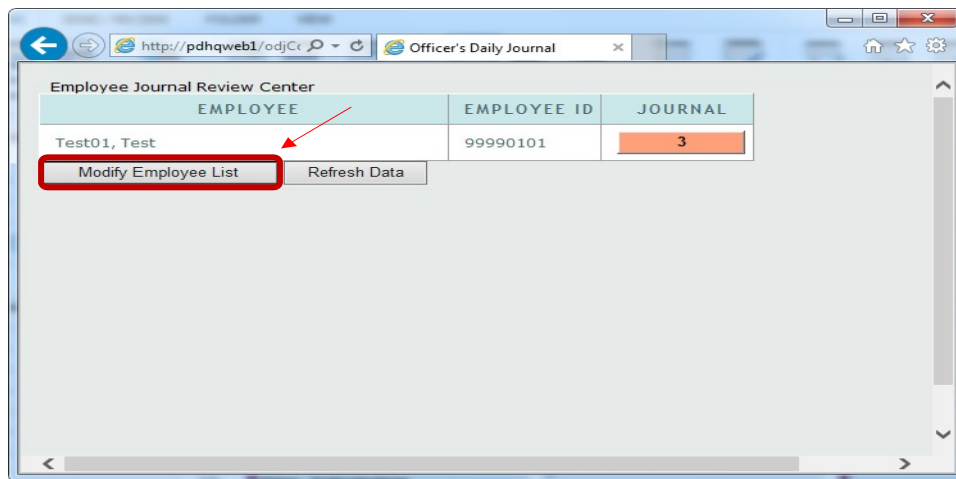 http://pdhqweb1/odjCc
Officer's Daily Journal
Employee Journal Review Center
EMPLOYEE EMPLOYEE ID JOURNAL
Test01, Test 99990101 3
Modify Employee List Refresh Data